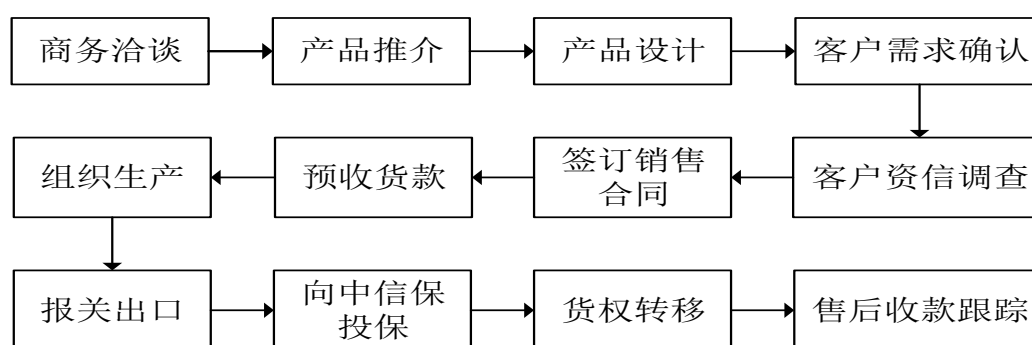 商务洽谈
产品推介
产品设计
客户需求确认
组织生产
预收货款
签订销售
合同
客户资信调查
报关出口
向中信保
投保
货权转移
售后收款跟踪